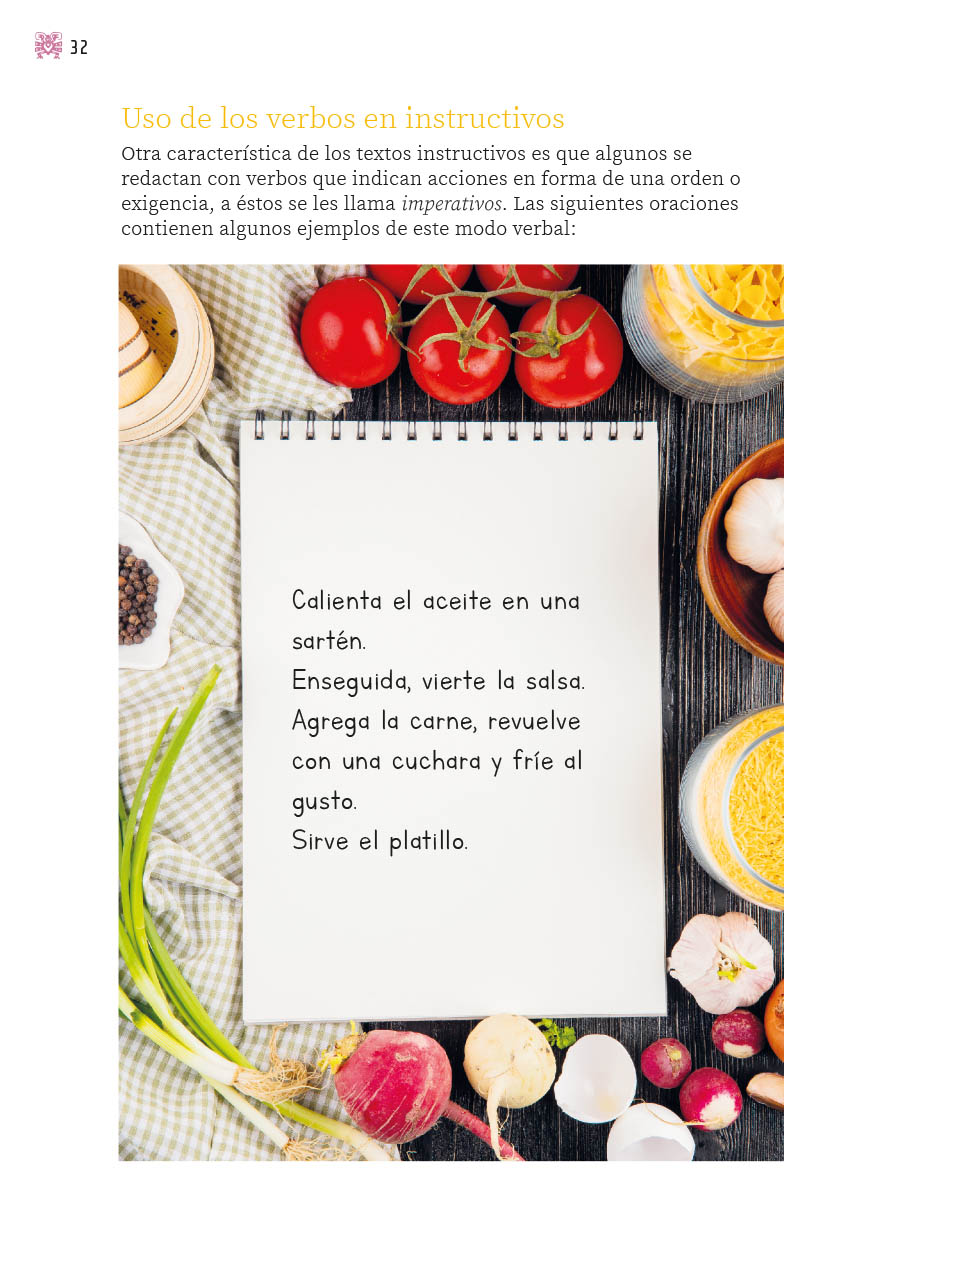 32
Uso de los verbos en instructivos
Otra característica de los textos instructivos es que algunos se
redactan con verbos que indican acciones en forma de una orden o
exigencia, a éstos se les llama imperativos. Las siguientes oraciones
contienen algunos ejemplos de este modo verbal:
Calienta el aceite en una
sartén.
Enseguida, vierte la salsa.
Agrega la carne, revuelve
con una cuchara y fríe al
gusto.
Sirve el platillo.